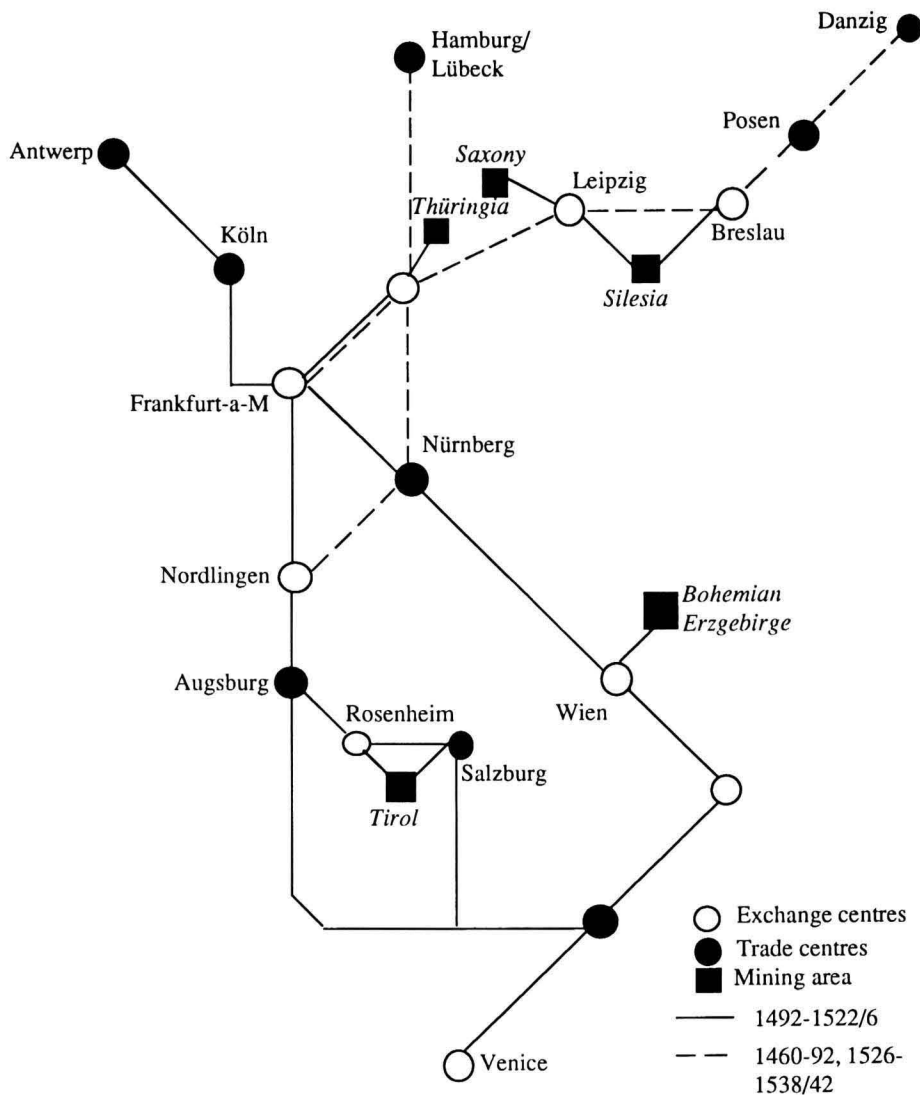 Danzig
Hamburg/
Lübeck
Posen
Antwerp
Saxony
Leipzig
Thüringia
Breslau
Köln
Silesia
Frankfurt-a-M
Nürnberg
Nordlingen
Bohemian
Erzgebirge
Augsburg
Rosenheim
Wien
Salzburg
Tirol
Exchange centres
Trade centres
Mining area
1492-1522/6
1460-92, 1526-
1538/42
Venice